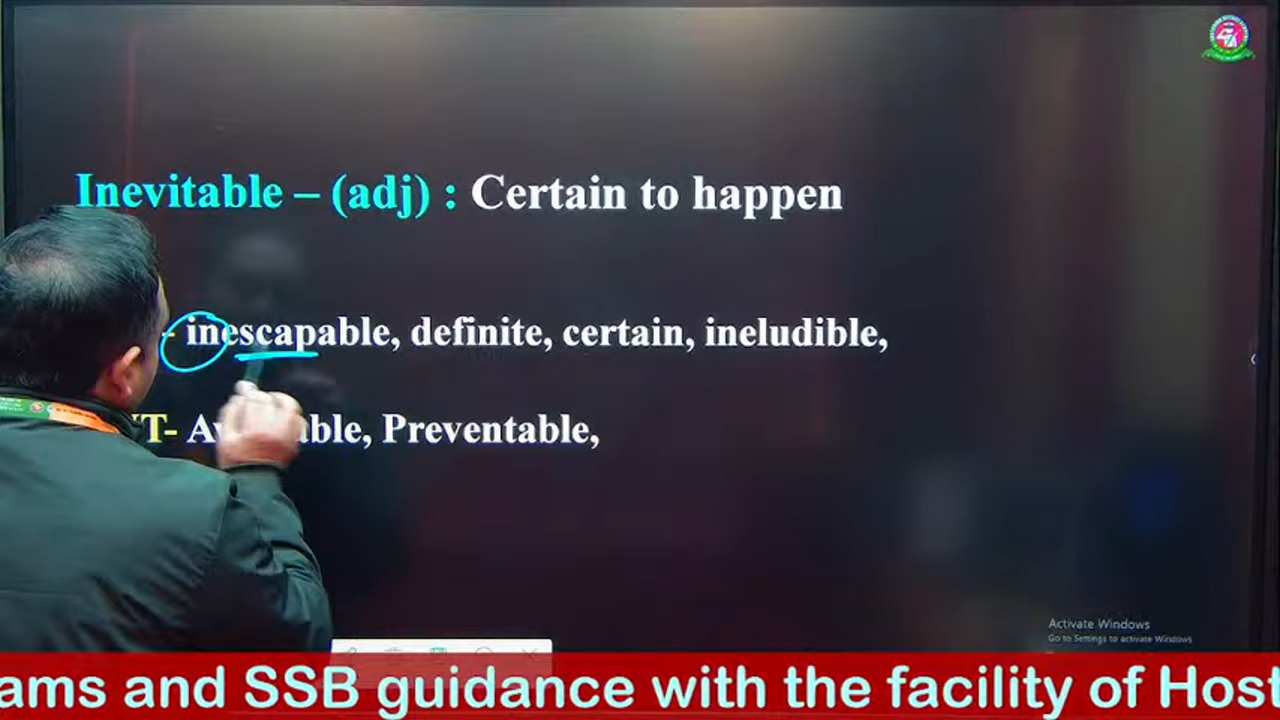 Inevitable – (adj) : Certain to happen
- inescapable, definite, certain, ineludible,
T- Preventable,
Activate Windows
Go to Settings to activate Windows
ams and SSB guidance with the facility of Host